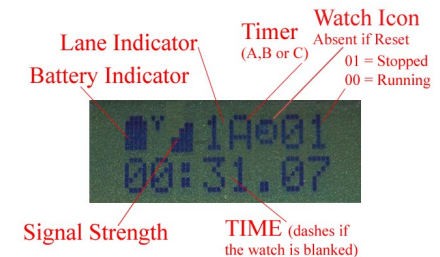 Watch Icon
Timer
Absent if Reset
Lane Indicator
(A,B or C)
01 = Stopped
Battery Indicator
00 = Running
1A 01
00:31.07
Signal Strength
TIME (dashes if
the watch is blanked)